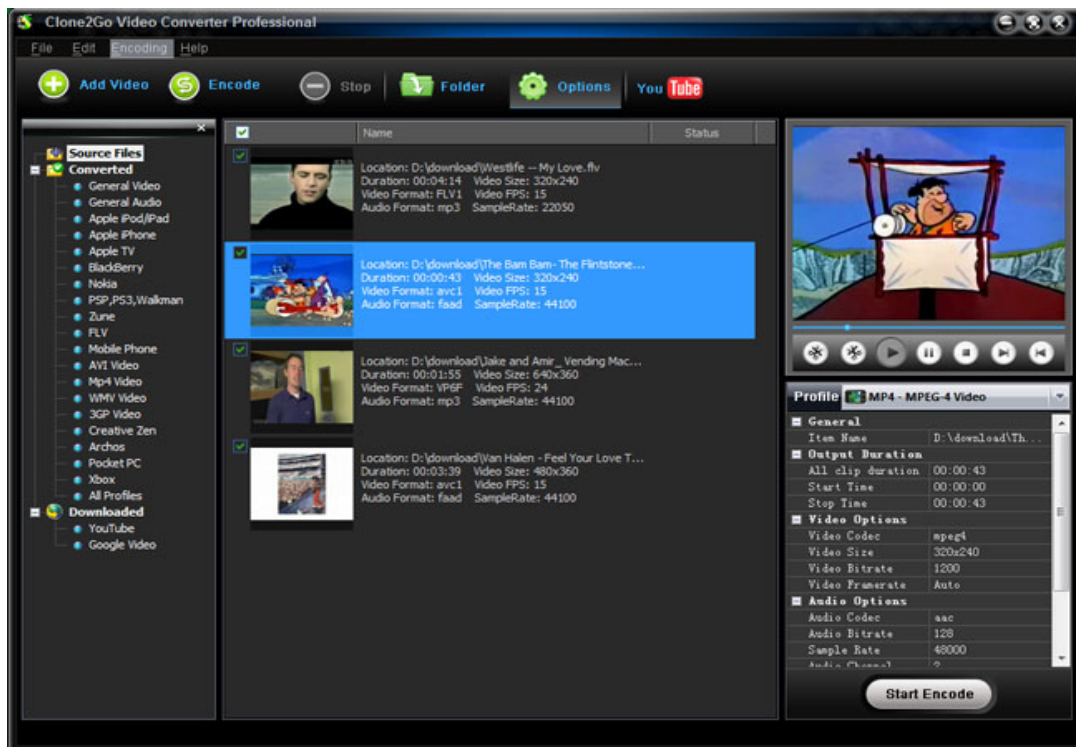 Clone2Go Video Converter Professional
File Edit Encoding Help
Add Video Encode Stop Folder Options You Tube
Name Status
Source Files
Converted
General Video
General Audio
Apple iPod/iPad
Apple iPhone
Apple TV
BlackBerry
Nokia
PSP,PS3,Walkman
Zune
FLV
Mobile Phone
AVI Video
Mp4 Video
WMV Video
3GP Video
Creative Zen
Archos
Pocket PC
Xbox
All Profiles
Downloaded
YouTube
Google Video
Location: D:\download\Westlife -- My Love.flv
Duration: 00:04:14 Video Size: 320x240
Video Format: FLV1 Video FPS: 15
Audio Format: mp3 SampleRate: 22050
Location: D:\download\The Bam Bam- The Flintstone...
Duration: 00:00:43 Video Size: 320x240
Video Format: avc1 Video FPS: 15
Audio Format: faad SampleRate: 44100
Location: D:\download\Jake and Amir_ Vending Mac...
Duration: 00:01:55 Video Size: 640x360
Video Format: VP6F Video FPS: 24
Audio Format: mp3 SampleRate: 44100
Location: D:\download\Van Halen - Feel Your Love T...
Duration: 00:03:39 Video Size: 480x360
Video Format: avc1 Video FPS: 15
Audio Format: faad SampleRate: 44100
Profile MP4 - MPEG-4 Video
General
Item Name D:\download\Th...
Output Duration
All clip duration 00:00:43
Start Time 00:00:00
Stop Time 00:00:43
Video Options
Video Codec mpeg4
Video Size 320x240
Video Bitrate 1200
Video Framerate Auto
Audio Options
Audio Codec aac
Audio Bitrate 128
Sample Rate 48000
Audio Channel 2
Start Encode